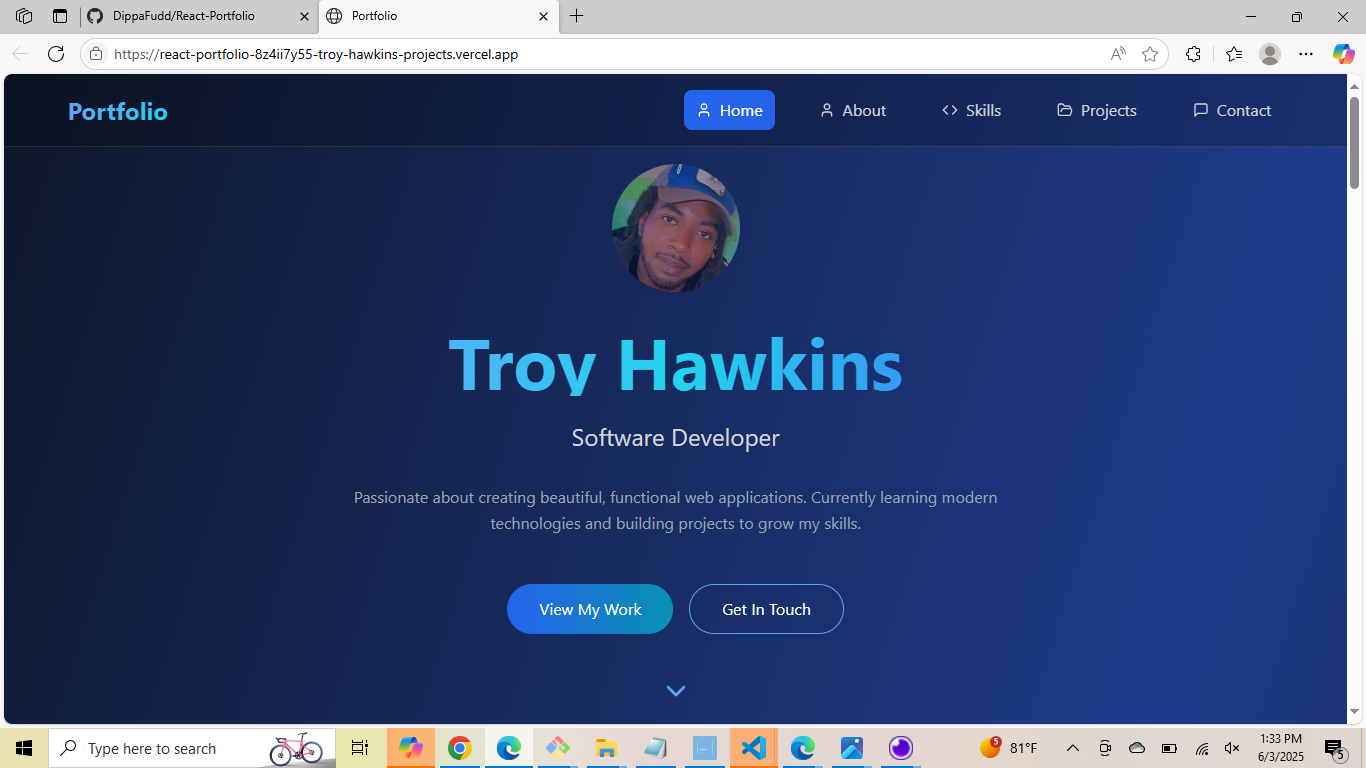 DippaFudd/React-Portfolio
Portfolio
https://react-portfolio-8z4ii7y55-troy-hawkins-projects.vercel.app
Portfolio
Home
About
Skills
Projects
Contact
Troy Hawkins
Software Developer
Passionate about creating beautiful, functional web applications. Currently learning modern
technologies and building projects to grow my skills.
View My Work
Get In Touch
Type here to search
5
81°F
1:33 PM
6/3/2025
5